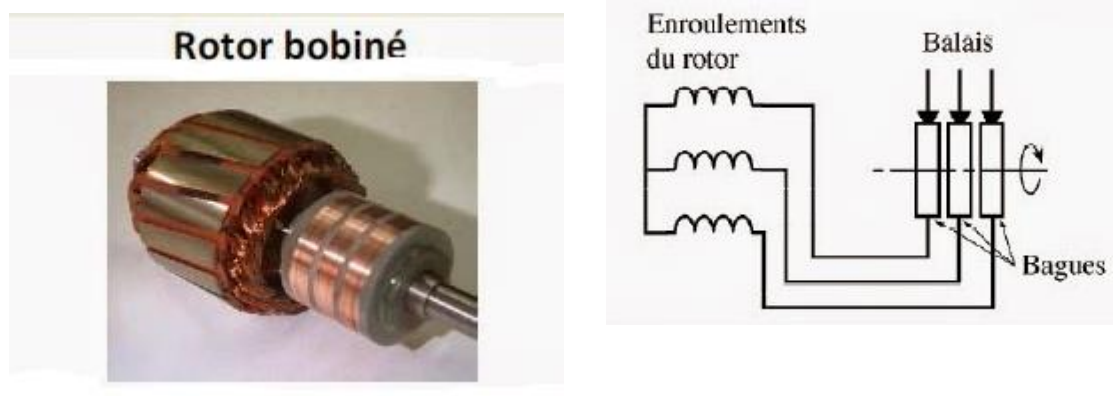 Rotor bobiné
Enroulements
du rotor
Balais
Bagues